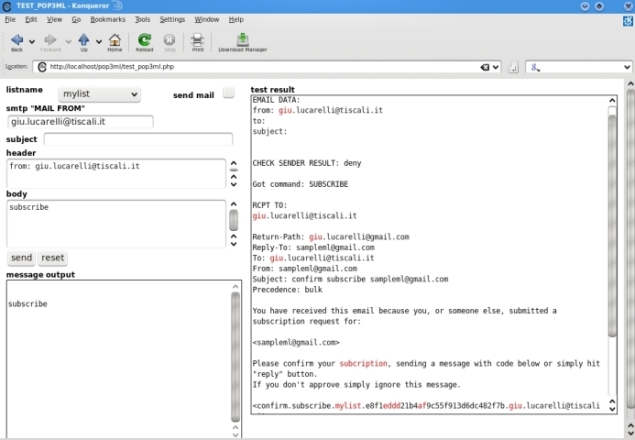 TEST_POP3ML - Konqueror
File Edit View Go Bookmarks Tools Settings Window Help
Back Forward Up Home Reload Stop Print Download Manager
Location: http://localhost/pop3ml/test_pop3ml.php
listname
mylist
send mail
smtp "MAIL FROM"
giu.lucarelli@tiscali.it
subject
header
from: giu.lucarelli@tiscali.it
body
subscribe
send reset
message output
subscribe
test result
EMAIL DATA:
from: giu.lucarelli@tiscali.it
to:
subject:
CHECK SENDER RESULT: deny
Got command: SUBSCRIBE
RCPT TO:
giu.lucarelli@tiscali.it
Return-Path: giu.lucarelli@gmail.com
Reply-To: sampleml@gmail.com
To: giu.lucarelli@tiscali.it
From: sampleml@gmail.com
Subject: confirm subscribe sampleml@gmail.com
Precedence: bulk
You have received this email because you, or someone else, submitted a
subscription request for:
<sampleml@gmail.com>
Please confirm your subcription, sending a message with code below or simply hit
"reply" button.
If you don't approve simply ignore this message.
<confirm.subscribe.mylist.e8f1eddd21b4af9c55f913d6dc482f7b.giu.lucarelli@tiscali